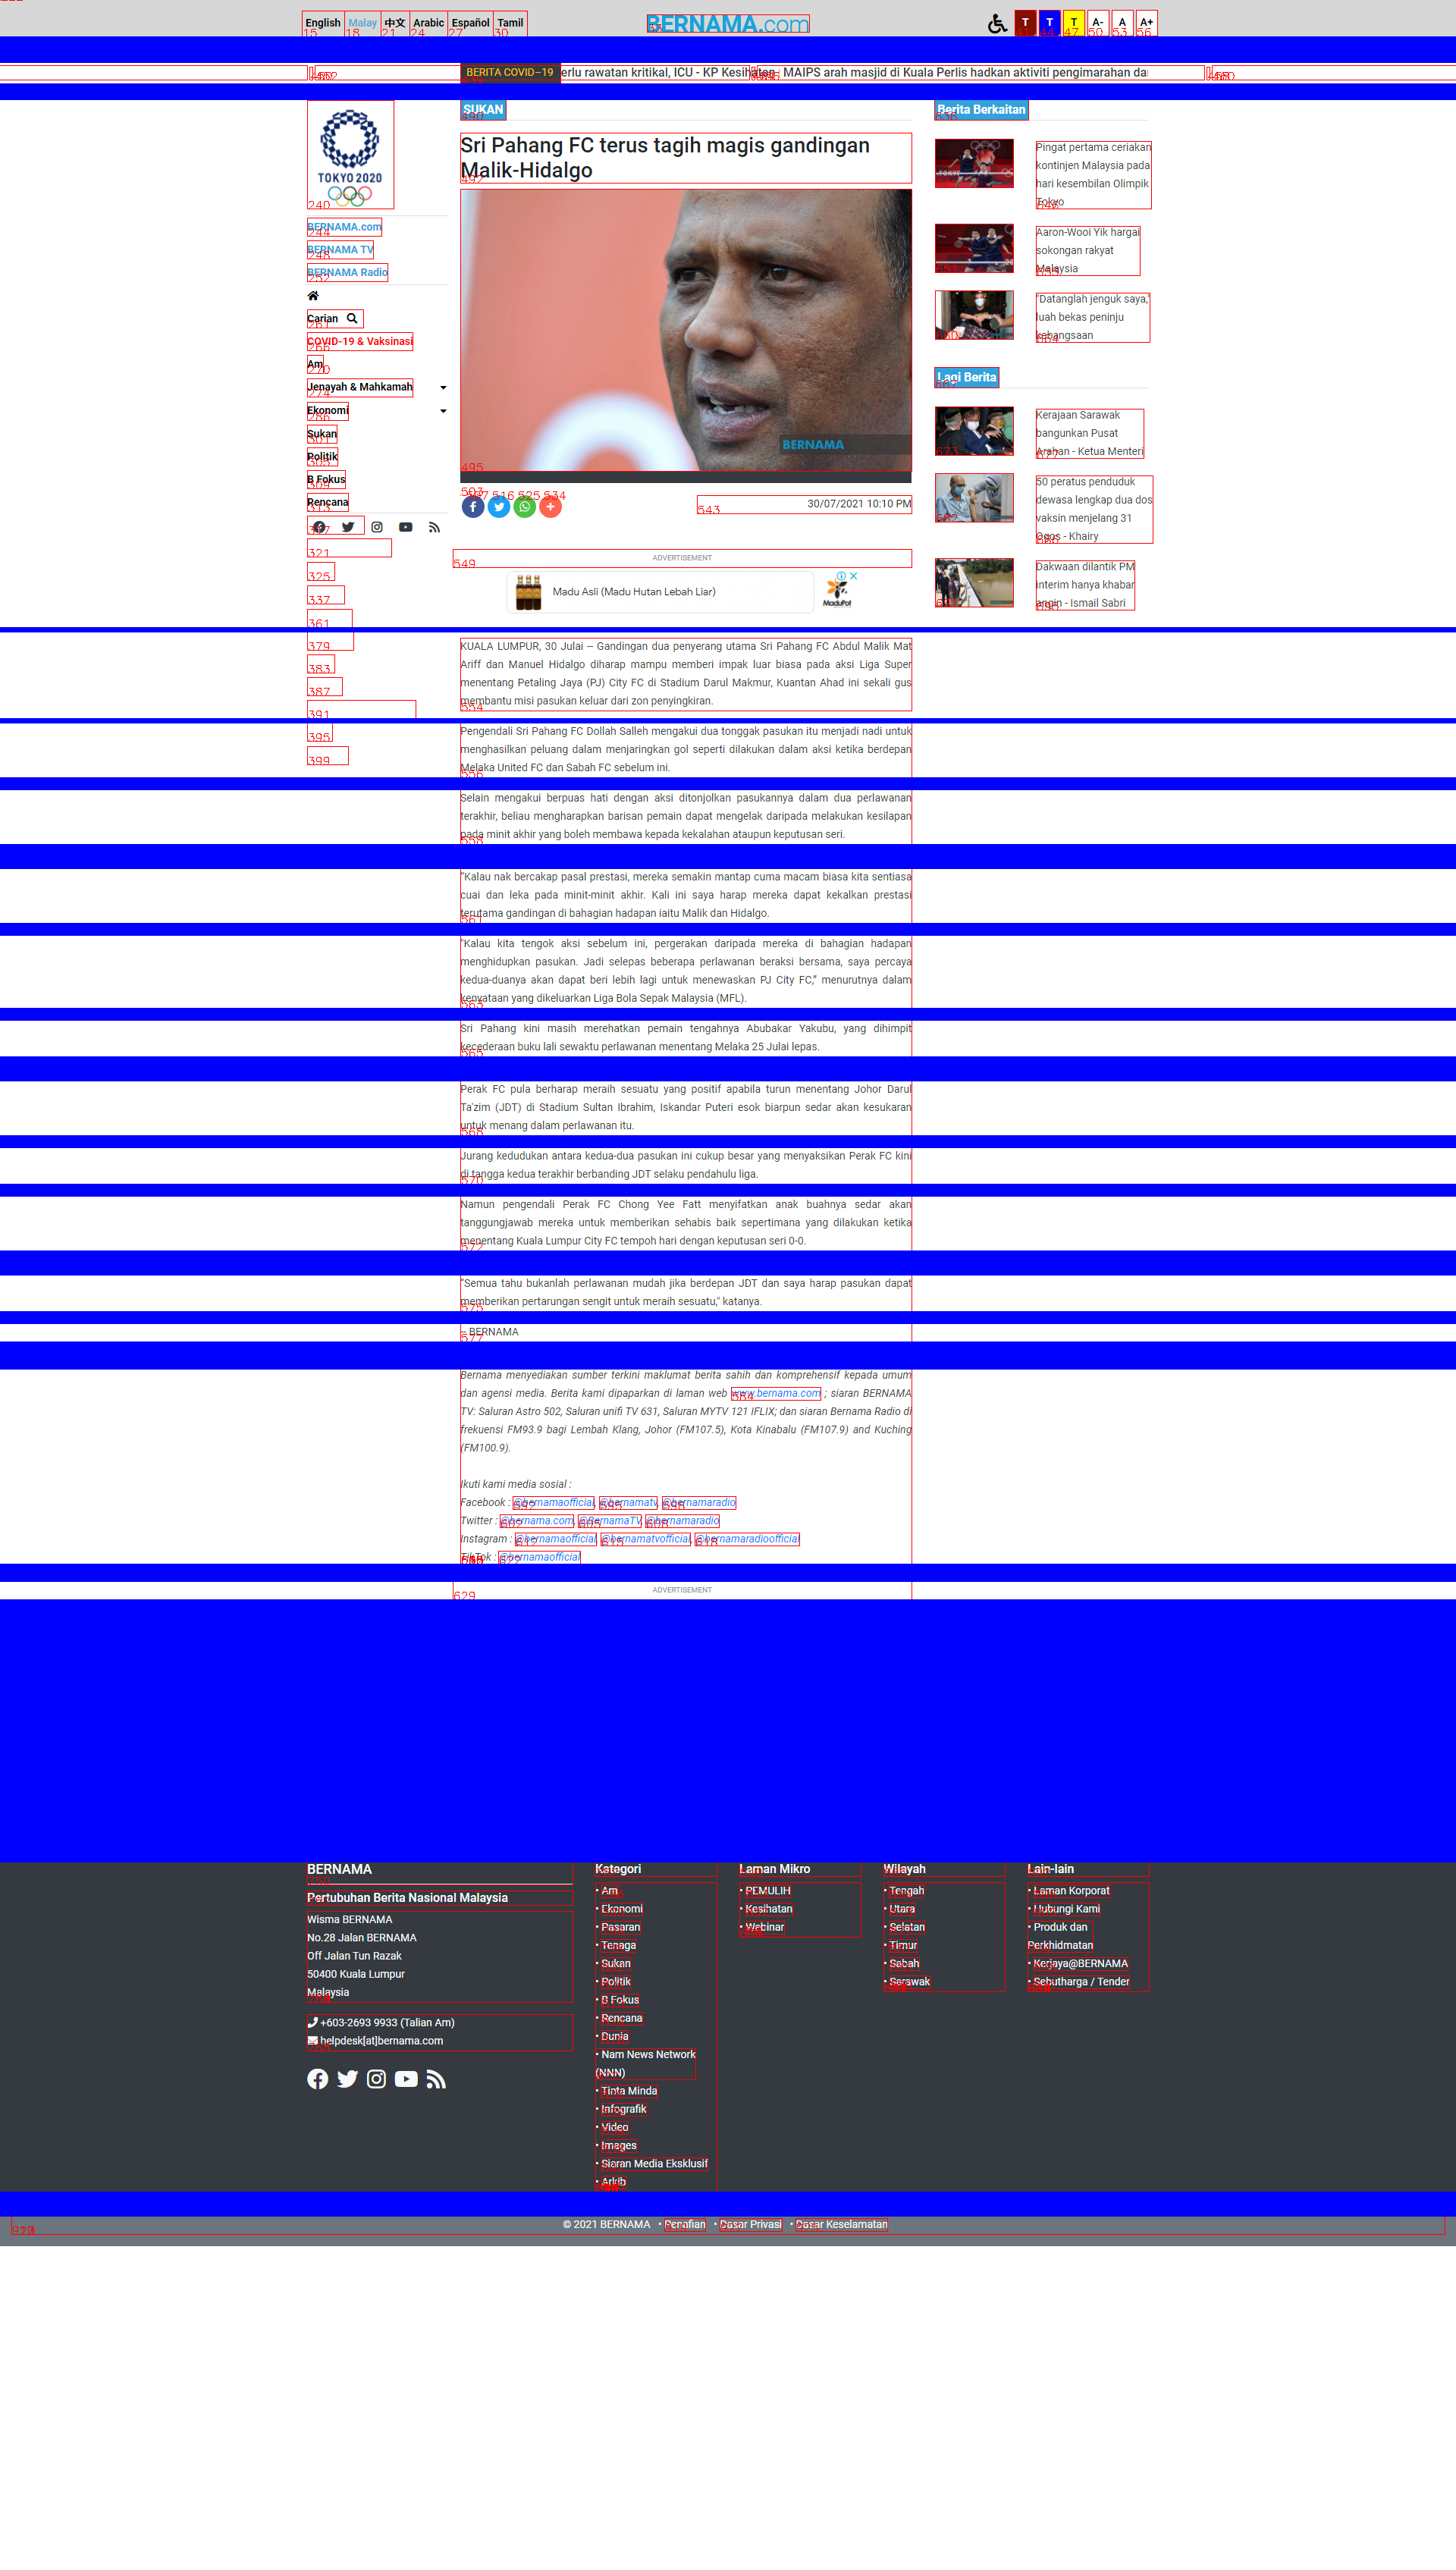 English Malay 中文 Arabic Español Tamil
BERNAMA.com
T T T A- A A+
BERITA COVID-19
erlu rawatan kritikal, ICU - KP Kesihatan
MAIPS arah masjid di Kuala Perlis hadkan aktiviti pengimarahan da
TOKYO 2020
BERNAMA.com
BERNAMA TV
BERNAMA Radio
Carian
COVID-19 & Vaksinasi
Am
Jenayah & Mahkamah
Ekonomi
Sukan
Politik
B Fokus
Rencana
SUKAN
Sri Pahang FC terus tagih magis gandingan
Malik-Hidalgo
BERNAMA
30/07/2021 10:10 PM
ADVERTISEMENT
Madu Asli (Madu Hutan Lebah Liar)
MaduPot
KUALA LUMPUR, 30 Julai -- Gandingan dua penyerang utama Sri Pahang FC Abdul Malik Mat
Ariff dan Manuel Hidalgo diharap mampu memberi impak luar biasa pada aksi Liga Super
menentang Petaling Jaya (PJ) City FC di Stadium Darul Makmur, Kuantan Ahad ini sekali gus
membantu misi pasukan keluar dari zon penyingkiran.
Pengendali Sri Pahang FC Dollah Salleh mengakui dua tonggak pasukan itu menjadi nadi untuk
menghasilkan peluang dalam menjaringkan gol seperti dilakukan dalam aksi ketika berdepan
Melaka United FC dan Sabah FC sebelum ini.
Selain mengakui berpuas hati dengan aksi ditonjolkan pasukannya dalam dua perlawanan
terakhir, beliau mengharapkan barisan pemain dapat mengelak daripada melakukan kesilapan
pada minit akhir yang boleh membawa kepada kekalahan ataupun keputusan seri.
"Kalau nak bercakap pasal prestasi, mereka semakin mantap cuma macam biasa kita sentiasa
cuai dan leka pada minit-minit akhir. Kali ini saya harap mereka dapat kekalkan prestasi
terutama gandingan di bahagian hadapan iaitu Malik dan Hidalgo.
"Kalau kita tengok aksi sebelum ini, pergerakan daripada mereka di bahagian hadapan
menghidupkan pasukan. Jadi selepas beberapa perlawanan beraksi bersama, saya percaya
kedua-duanya akan dapat beri lebih lagi untuk menewaskan PJ City FC," menurutnya dalam
kenyataan yang dikeluarkan Liga Bola Sepak Malaysia (MFL).
Sri Pahang kini masih merehatkan pemain tengahnya Abubakar Yakubu, yang dihimpit
kecederaan buku lali sewaktu perlawanan menentang Melaka 25 Julai lepas.
Perak FC pula berharap meraih sesuatu yang positif apabila turun menentang Johor Darul
Ta'zim (JDT) di Stadium Sultan Ibrahim, Iskandar Puteri esok biarpun sedar akan kesukaran
untuk menang dalam perlawanan itu.
Jurang kedudukan antara kedua-dua pasukan ini cukup besar yang menyaksikan Perak FC kini
di tangga kedua terakhir berbanding JDT selaku pendahulu liga.
Namun pengendali Perak FC Chong Yee Fatt menyifatkan anak buahnya sedar akan
tanggungjawab mereka untuk memberikan sehabis baik sepertimana yang dilakukan ketika
menentang Kuala Lumpur City FC tempoh hari dengan keputusan seri 0-0.
"Semua tahu bukanlah perlawanan mudah jika berdepan JDT dan saya harap pasukan dapat
memberikan pertarungan sengit untuk meraih sesuatu," katanya.
-- BERNAMA
Bernama menyediakan sumber terkini maklumat berita sahih dan komprehensif kepada umum
dan agensi media. Berita kami dipaparkan di laman web www.bernama.com ; siaran BERNAMA
TV: Saluran Astro 502, Saluran unifi TV 631, Saluran MYTV 121 IFLIX; dan siaran Bernama Radio di
frekuensi FM93.9 bagi Lembah Klang, Johor (FM107.5), Kota Kinabalu (FM107.9) and Kuching
(FM100.9).
Ikuti kami media sosial :
Facebook : @bernamaofficial, @bernamatv, @bernamaradio
Twitter : @bernama.com, @BernamaTV, @bernamaradio
Instagram : @bernamaofficial, @bernamatvofficial, @bernamaradioofficial
TikTok : @bernamaofficial
ADVERTISEMENT
Berita Berkaitan
Pingat pertama ceriakan
kontinjen Malaysia pada
hari kesembilan Olimpik
Tokyo
Aaron-Wooi Yik hargai
sokongan rakyat
Malaysia
"Datanglah jenguk saya,"
luah bekas peninju
kebangsaan
Lagi Berita
Kerajaan Sarawak
bangunkan Pusat
Arahan - Ketua Menteri
50 peratus penduduk
dewasa lengkap dua dos
vaksin menjelang 31
Ogos - Khairy
Dakwaan dilantik PM
interim hanya khabar
angin - Ismail Sabri
BERNAMA
Pertubuhan Berita Nasional Malaysia
Wisma BERNAMA
No.28 Jalan BERNAMA
Off Jalan Tun Razak
50400 Kuala Lumpur
Malaysia
+603-2693 9933 (Talian Am)
helpdesk[at]bernama.com
Kategori
• Am
• Ekonomi
• Pasaran
• Tenaga
• Sukan
• Politik
• B Fokus
• Rencana
• Dunia
• Nam News Network
(NNN)
• Tinta Minda
• Infografik
• Video
• Images
• Siaran Media Eksklusif
• Arkib
Laman Mikro
• PEMULIH
• Kesihatan
• Webinar
Wilayah
• Tengah
• Utara
• Selatan
• Timur
• Sabah
• Sarawak
Lain-lain
• Laman Korporat
• Hubungi Kami
• Produk dan
Perkhidmatan
• Kerjaya@BERNAMA
• Sebutharga / Tender
© 2021 BERNAMA • Penafian • Dasar Privasi • Dasar Keselamatan